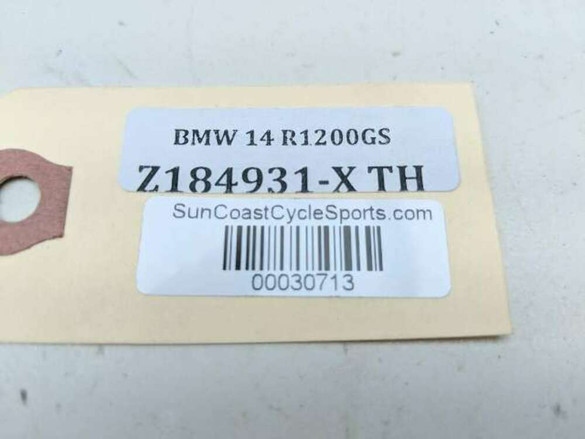 BMW 14 R1200GS
Z184931-X TH
SunCoastCycleSports.com
00030713